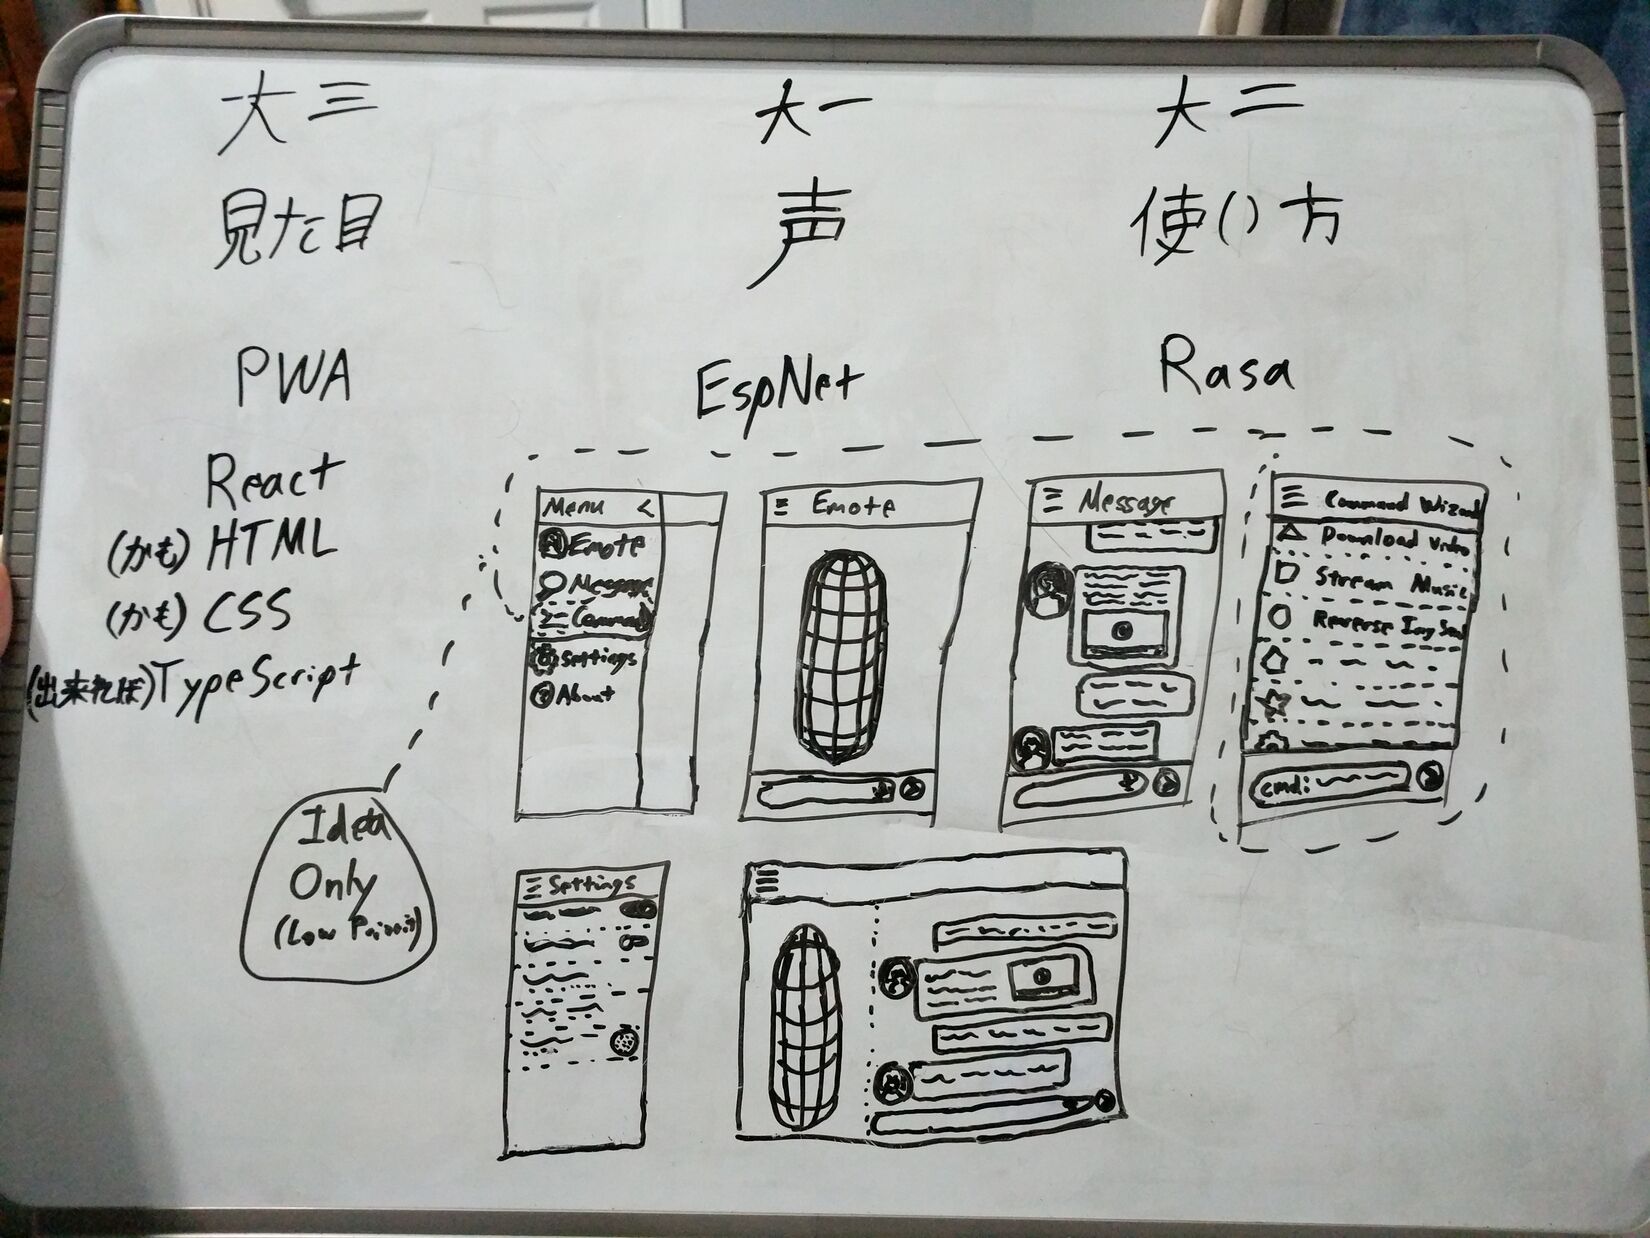 大三
大一
大二
見た目
声
使い方
PWA
EspNet
Rasa
React
(かも) HTML
(かも) CSS
(出来れば) TypeScript
Idea
Only
(Low
Menu <
Emote
Message
Command
Settings
About
Emote
Message
Command Wizard
Download Video
Stream Music
Reverse Img
cmd:
Settings